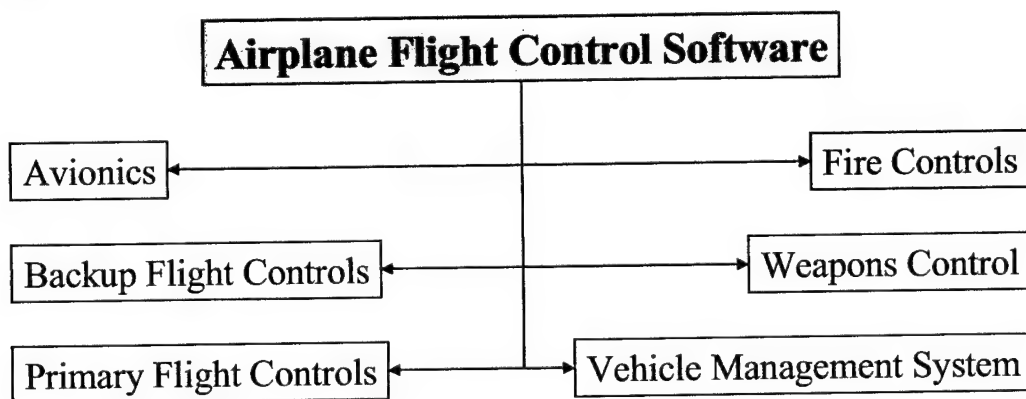 Airplane Flight Control Software
Avionics
Fire Controls
Backup Flight Controls
Weapons Control
Primary Flight Controls
Vehicle Management System